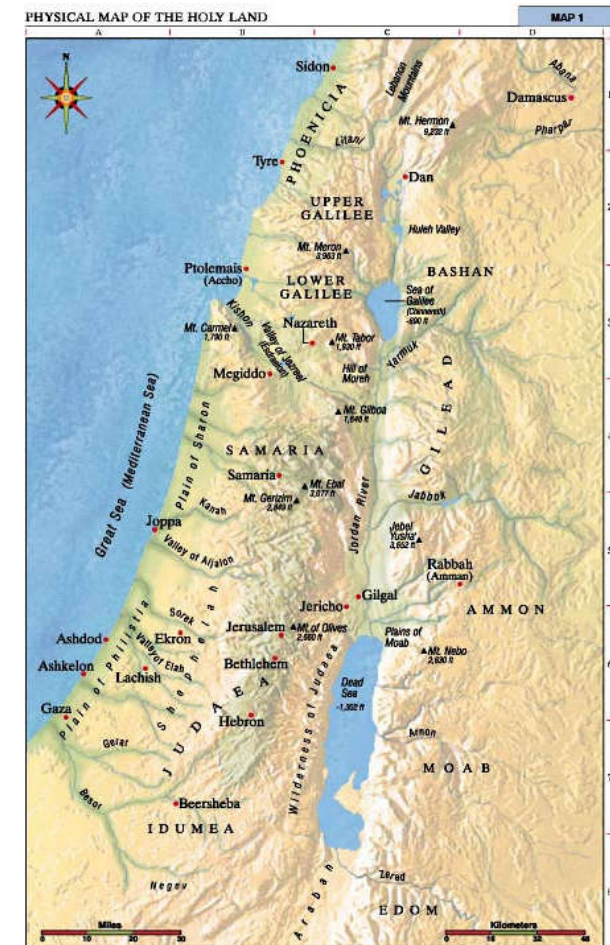 PHYSICAL MAP OF THE HOLY LAND
MAP 1
A
B
C
D
Sidon
Lebanon
Mountains
Abana
Damascus
Mt. Hermon
9,232 ft
Pharpar
PHOENICIA
Litani
Tyre
Dan
UPPER
GALILEE
Huleh Valley
Mt. Meron
3,963 ft
Ptolemais
(Accho)
LOWER
GALILEE
BASHAN
Sea of
Galilee
(Chinnereth)
-690 ft
Kishon
Mt. Carmel
1,790 ft
Nazareth
Mt. Tabor
1,920 ft
Valley of Jezreel
(Esdraelon)
Yarmuk
Megiddo
Hill of
Moreh
Mt. Gilboa
1,648 ft
GILEAD
Great Sea (Mediterranean Sea)
Plain of Sharon
SAMARIA
Samaria
Mt. Ebal
3,077 ft
Mt. Gerizim
2,849 ft
Kanah
Jabbok
Jordan River
Joppa
Valley of Aijalon
Jebel
Yusha'
3,652 ft
Rabbah
(Amman)
Gilgal
Jericho
AMMON
Plain of Philistia
Sorek
Shephelah
Ashdod
Ekron
Jerusalem
Mt. of Olives
2,660 ft
Plains of
Moab
Valley of Elah
Bethlehem
Mt. Nebo
2,630 ft
Ashkelon
Lachish
Dead
Sea
-1,302 ft
Gaza
JUDAEA
Hebron
Wilderness of Judaea
Gerar
Arnon
MOAB
Besor
Beersheba
IDUMEA
Negev
Zered
Arabah
EDOM
Miles
Kilometers